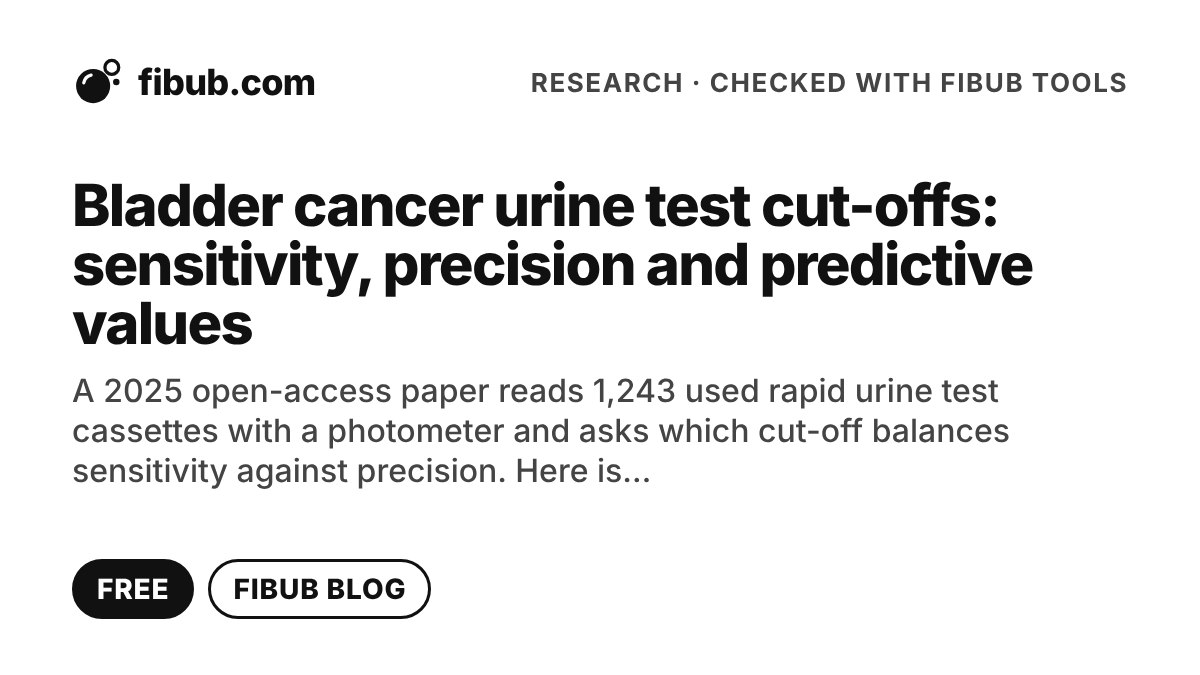 fibub.com
RESEARCH · CHECKED WITH FIBUB TOOLS
Bladder cancer urine test cut-offs:
sensitivity, precision and predictive
values
A 2025 open-access paper reads 1,243 used rapid urine test
cassettes with a photometer and asks which cut-off balances
sensitivity against precision. Here is...
FREE
FIBUB BLOG